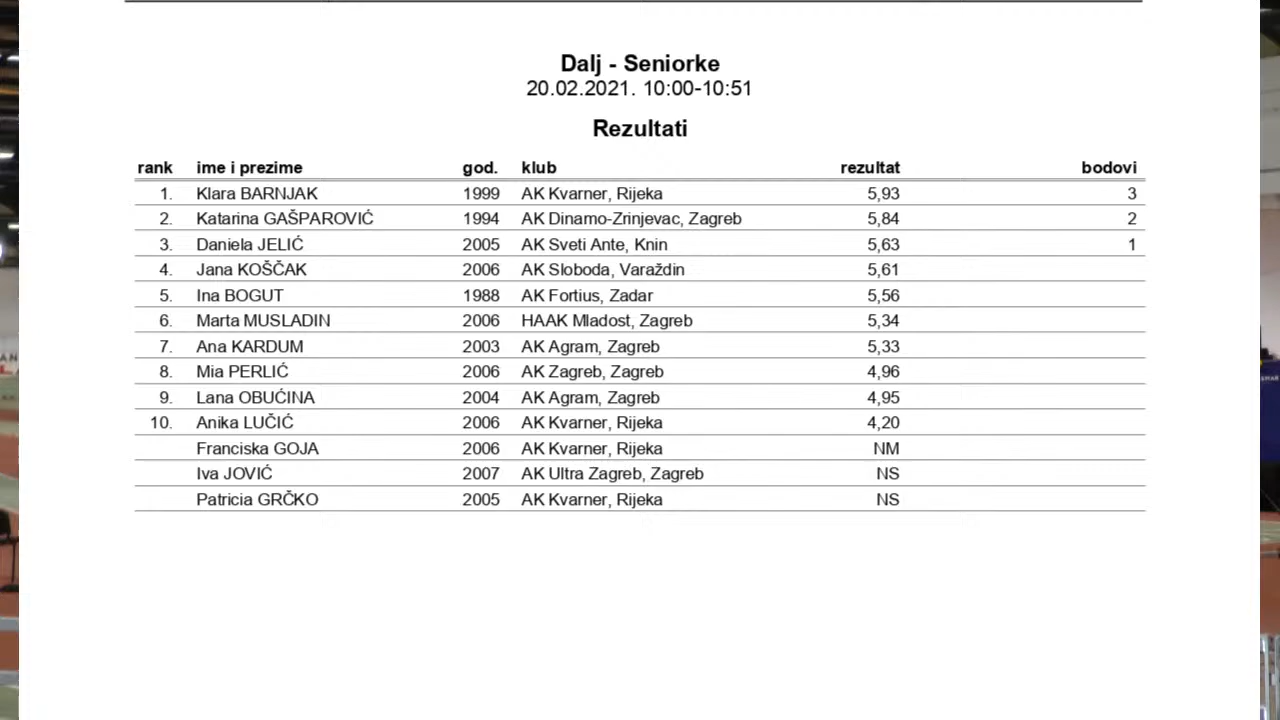 Dalj - Seniorke
20.02.2021. 10:00-10:51
Rezultati
rank ime i prezime god. klub rezultat bodovi
1. Klara BARNJAK 1999 AK Kvarner, Rijeka 5,93 3
2. Katarina GAŠPAROVIĆ 1994 AK Dinamo-Zrinjevac, Zagreb 5,84 2
3. Daniela JELIĆ 2005 AK Sveti Ante, Knin 5,63 1
4. Jana KOŠČAK 2006 AK Sloboda, Varaždin 5,61
5. Ina BOGUT 1988 AK Fortius, Zadar 5,56
6. Marta MUSLADIN 2006 HAAK Mladost, Zagreb 5,34
7. Ana KARDUM 2003 AK Agram, Zagreb 5,33
8. Mia PERLIĆ 2006 AK Zagreb, Zagreb 4,96
9. Lana OBUĆINA 2004 AK Agram, Zagreb 4,95
10. Anika LUČIĆ 2006 AK Kvarner, Rijeka 4,20
Franciska GOJA 2006 AK Kvarner, Rijeka NM
Iva JOVIĆ 2007 AK Ultra Zagreb, Zagreb NS
Patricia GRČKO 2005 AK Kvarner, Rijeka NS